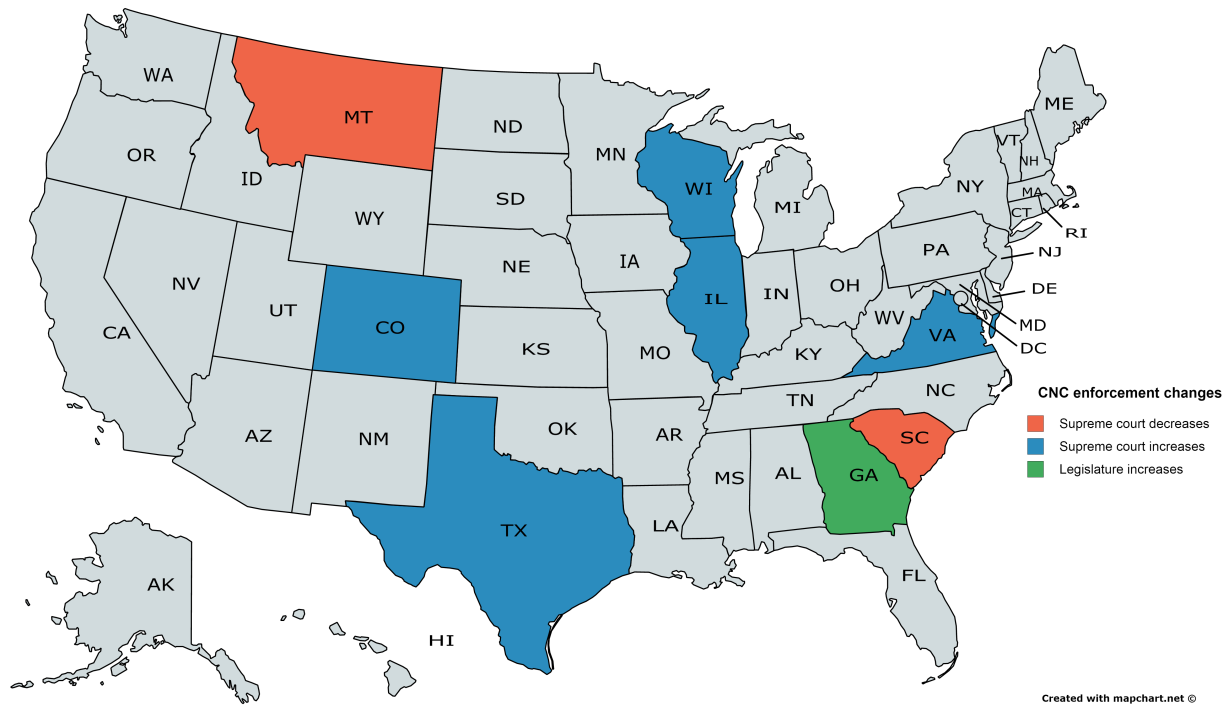 WA
MT
ND
MN
ME
VT
NH
OR
ID
WY
SD
WI
MI
NY
MA
CT
RI
NJ
NV
UT
NE
IA
PA
IL
IN
OH
DE
MD
DC
CA
CO
KS
MO
WV
VA
KY
AZ
NM
OK
AR
TN
NC
SC
MS
AL
GA
TX
LA
FL
AK
HI
CNC enforcement changes
Supreme court decreases
Supreme court increases
Legislature increases
Created with mapchart.net ©